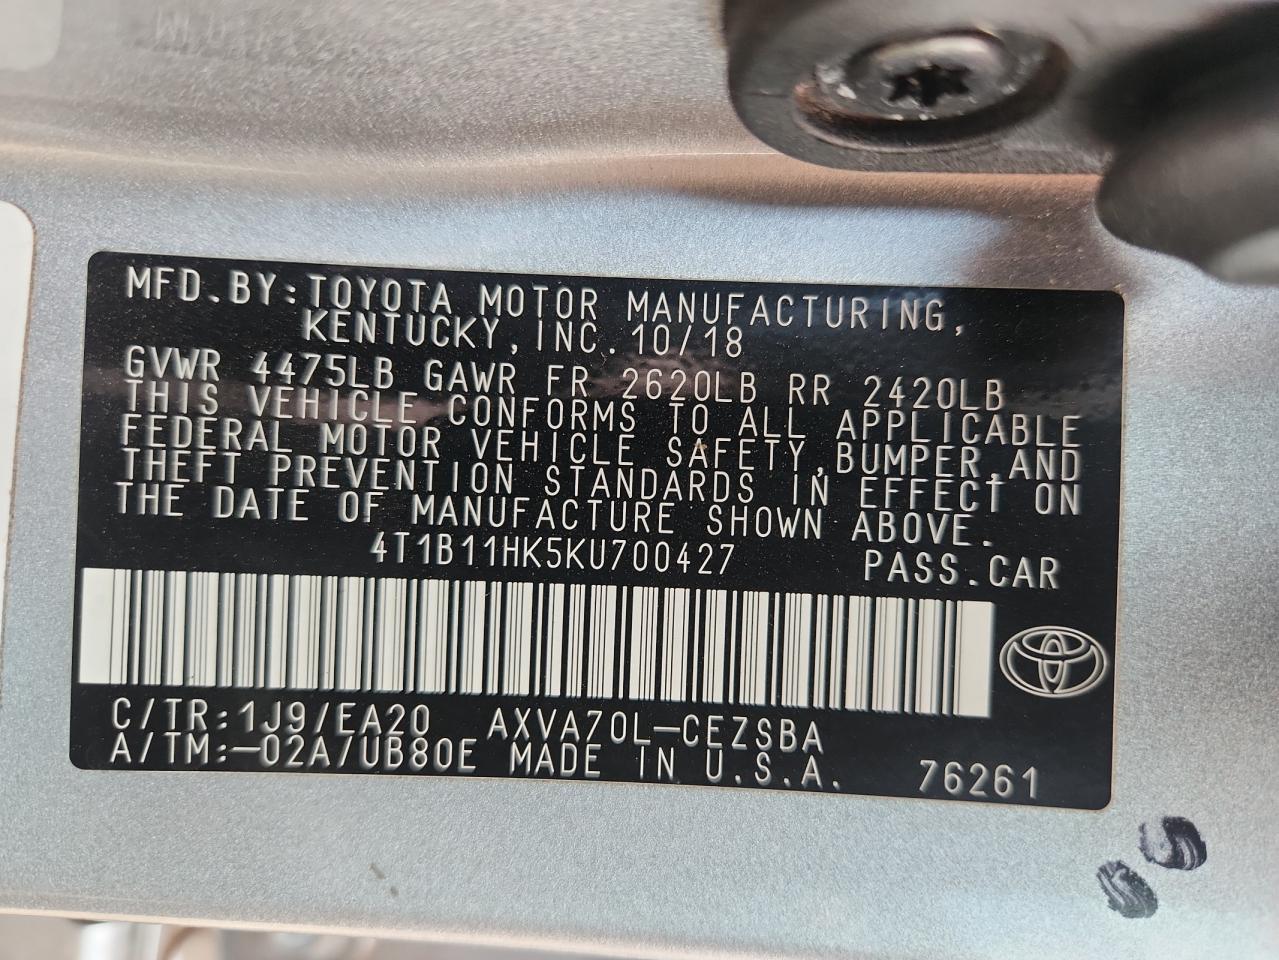 MFD.BY:TOYOTA MOTOR MANUFACTURING,
KENTUCKY,INC.10/18
GVWR 4475LB GAWR FR 2620LB RR 2420LB
THIS VEHICLE CONFORMS TO ALL APPLICABLE
FEDERAL MOTOR VEHICLE SAFETY,BUMPER,AND
THEFT PREVENTION STANDARDS IN EFFECT ON
THE DATE OF MANUFACTURE SHOWN ABOVE.
4T1B11HK5KU700427 PASS.CAR
C/TR:1J9/EA20 AXVA70L-CEZSBA
A/TM:-02A/UB80E MADE IN U.S.A. 76261